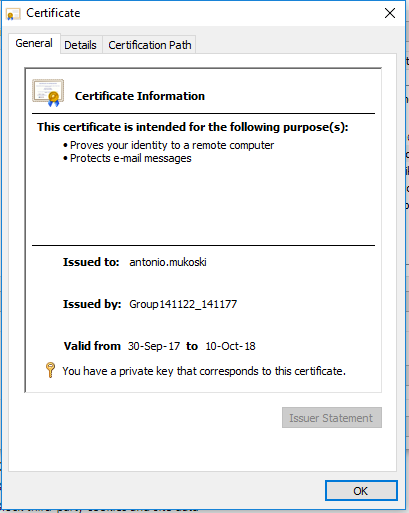 Certificate
General Details Certification Path
Certificate Information
This certificate is intended for the following purpose(s):
• Proves your identity to a remote computer
• Protects e-mail messages
Issued to: antonio.mukoski
Issued by: Group141122_141177
Valid from 30-Sep-17 to 10-Oct-18
You have a private key that corresponds to this certificate.
Issuer Statement
OK